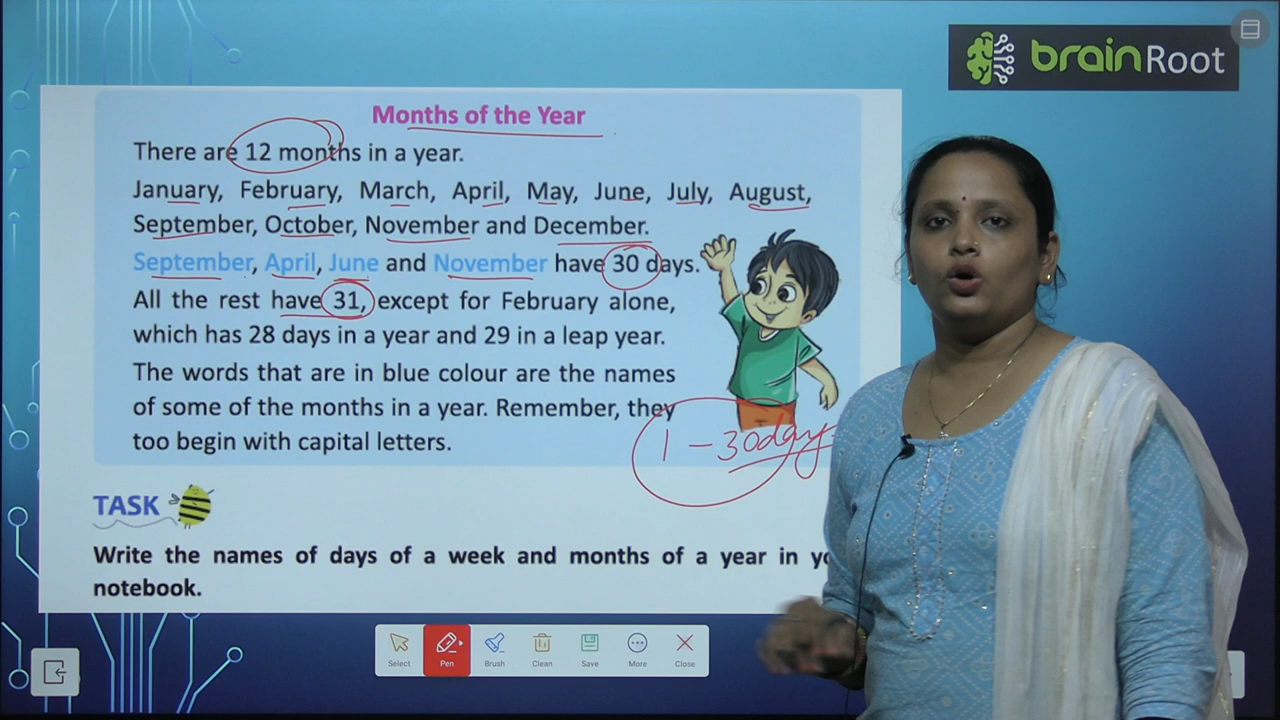 brainRoot
Months of the Year
There are 12 months in a year.
January, February, March, April, May, June, July, August,
September, October, November and December.
September, April, June and November have 30 days.
All the rest have 31, except for February alone,
which has 28 days in a year and 29 in a leap year.
The words that are in blue colour are the names
of some of the months in a year. Remember, they
too begin with capital letters.
1 - 30 days
TASK
Write the names of days of a week and months of a year in
notebook.
Select Pen Brush Clean Save More Close